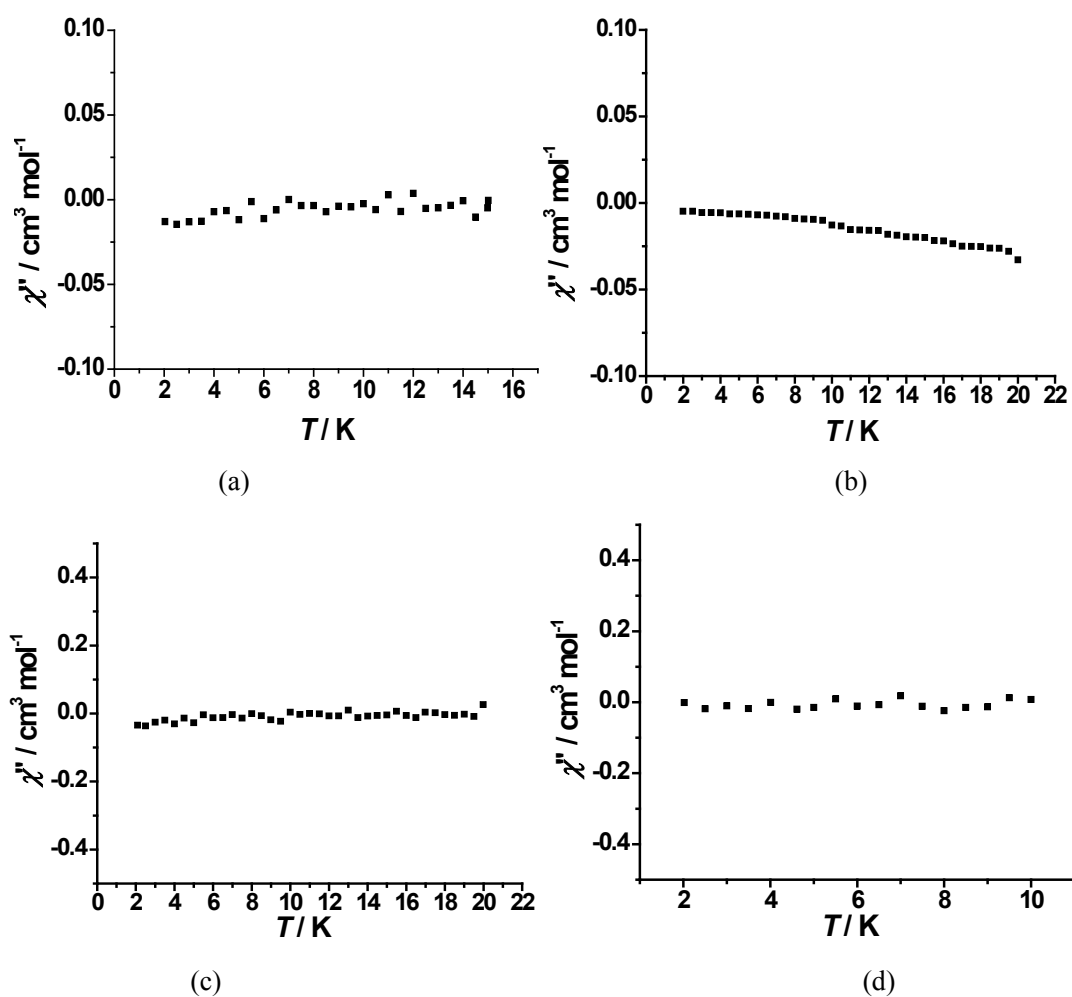 0.10
0.05
0.00
-0.05
-0.10
χ" / cm³ mol⁻¹
0 2 4 6 8 10 12 14 16
T / K
(a)
0.10
0.05
0.00
-0.05
-0.10
χ" / cm³ mol⁻¹
0 2 4 6 8 10 12 14 16 18 20 22
T / K
(b)
0.4
0.2
0.0
-0.2
-0.4
χ" / cm³ mol⁻¹
0 2 4 6 8 10 12 14 16 18 20 22
T / K
(c)
0.4
0.2
0.0
-0.2
-0.4
χ" / cm³ mol⁻¹
2 4 6 8 10
T / K
(d)